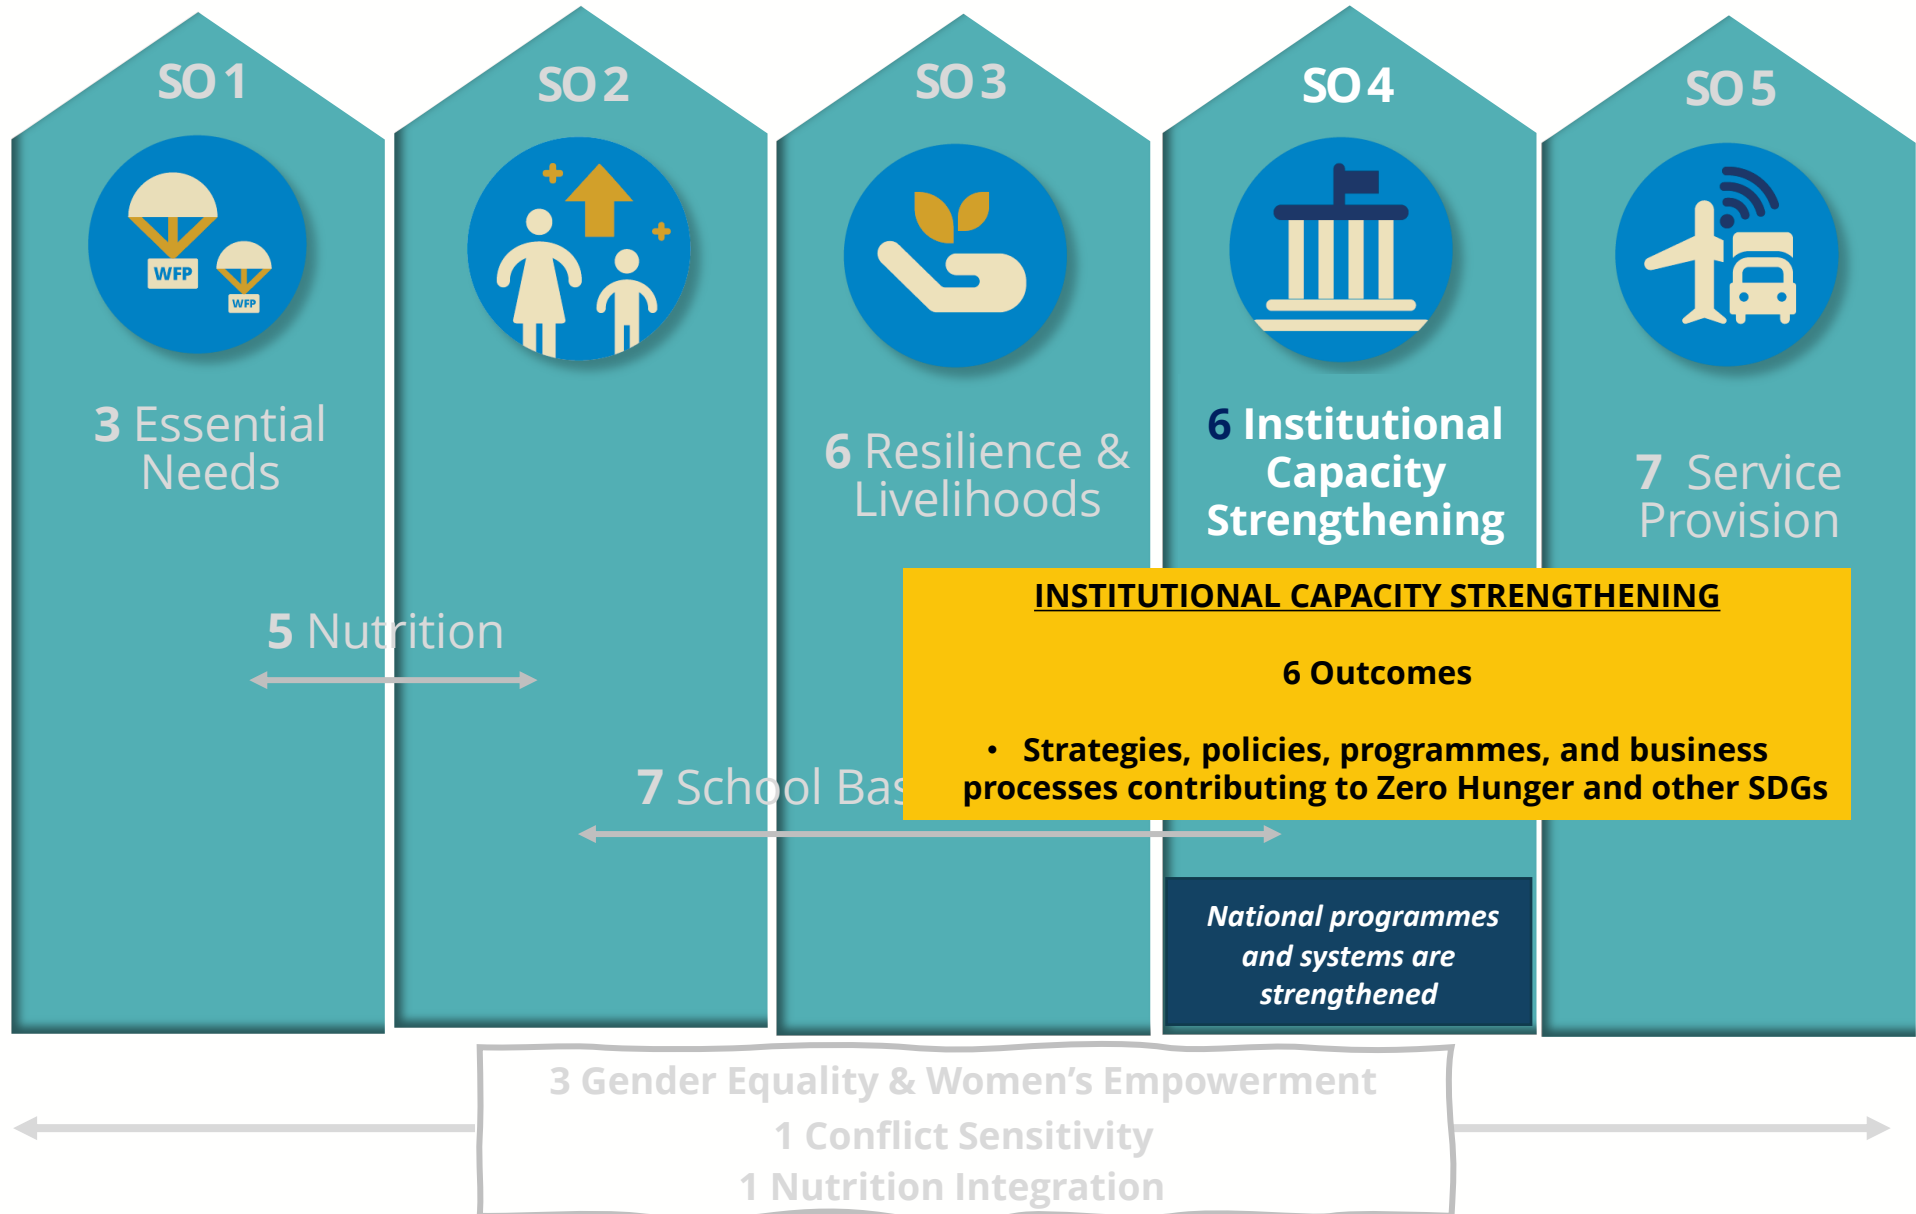 SO 1
SO 2
SO 3
SO 4
SO 5
WFP
WFP
3 Essential
Needs
6 Resilience &
Livelihoods
6 Institutional
Capacity
Strengthening
7 Service
Provision
5 Nutrition
7 School Bas
INSTITUTIONAL CAPACITY STRENGTHENING
6 Outcomes
• Strategies, policies, programmes, and business
processes contributing to Zero Hunger and other SDGs
National programmes
and systems are
strengthened
3 Gender Equality & Women’s Empowerment
1 Conflict Sensitivity
1 Nutrition Integration